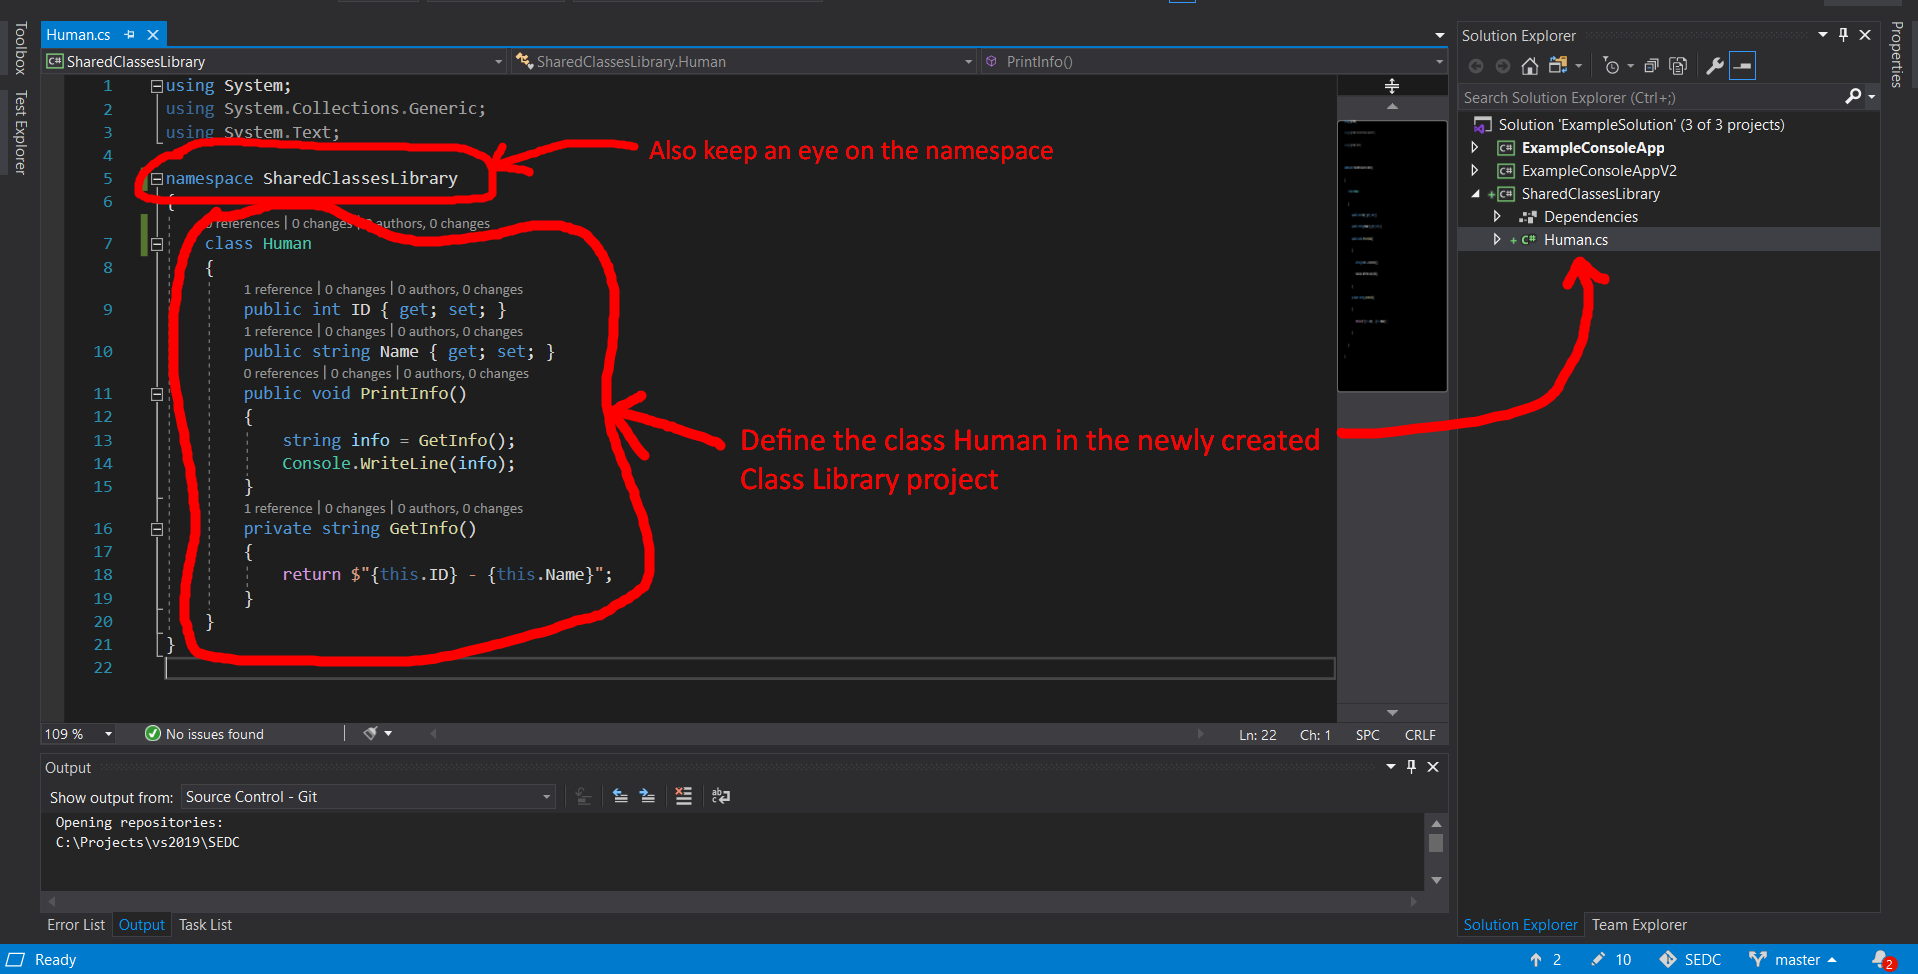 Toolbox
Test Explorer
Human.cs
SharedClassesLibrary
SharedClassesLibrary.Human
PrintInfo()
1 using System;
2 using System.Collections.Generic;
3 using System.Text;
4
5 namespace SharedClassesLibrary
6 {
0 references | 0 changes | 0 authors, 0 changes
7 class Human
8 {
1 reference | 0 changes | 0 authors, 0 changes
9 public int ID { get; set; }
1 reference | 0 changes | 0 authors, 0 changes
10 public string Name { get; set; }
0 references | 0 changes | 0 authors, 0 changes
11 public void PrintInfo()
12 {
13 string info = GetInfo();
14 Console.WriteLine(info);
15 }
1 reference | 0 changes | 0 authors, 0 changes
16 private string GetInfo()
17 {
18 return $"{this.ID} - {this.Name}";
19 }
20 }
21 }
22
Also keep an eye on the namespace
Define the class Human in the newly created
Class Library project
109 %
No issues found
Ln: 22 Ch: 1 SPC CRLF
Output
Show output from: Source Control - Git
Opening repositories:
C:\Projects\vs2019\SEDC
Error List Output Task List
Solution Explorer
Search Solution Explorer (Ctrl+;)
Solution 'ExampleSolution' (3 of 3 projects)
C# ExampleConsoleApp
C# ExampleConsoleAppV2
+ C# SharedClassesLibrary
Dependencies
+ C# Human.cs
Solution Explorer Team Explorer
Properties
Ready
2 10 SEDC master 2